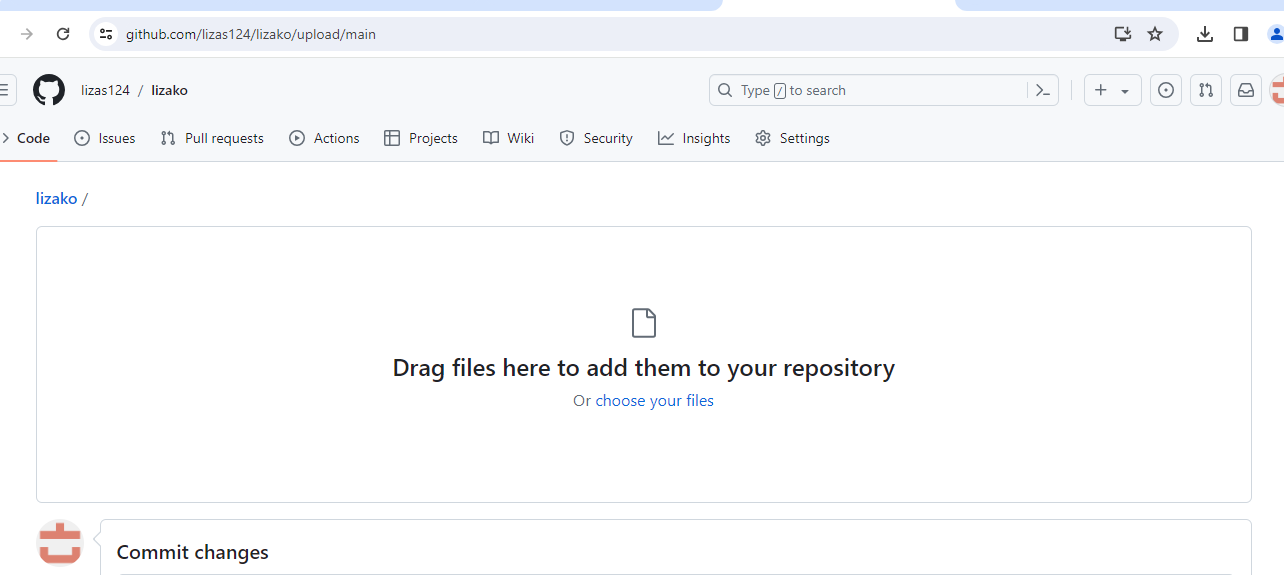 github.com/lizas124/lizako/upload/main
lizas124 / lizako
Type / to search
Code Issues Pull requests Actions Projects Wiki Security Insights Settings
lizako /
Drag files here to add them to your repository
Or choose your files
Commit changes